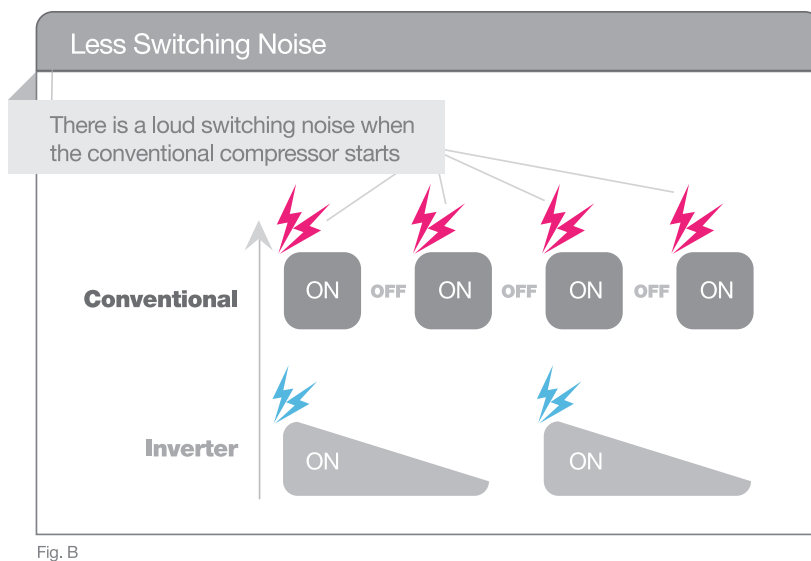 Less Switching Noise
There is a loud switching noise when
the conventional compressor starts
Conventional
ON OFF ON OFF ON OFF ON
Inverter
ON ON
Fig. B